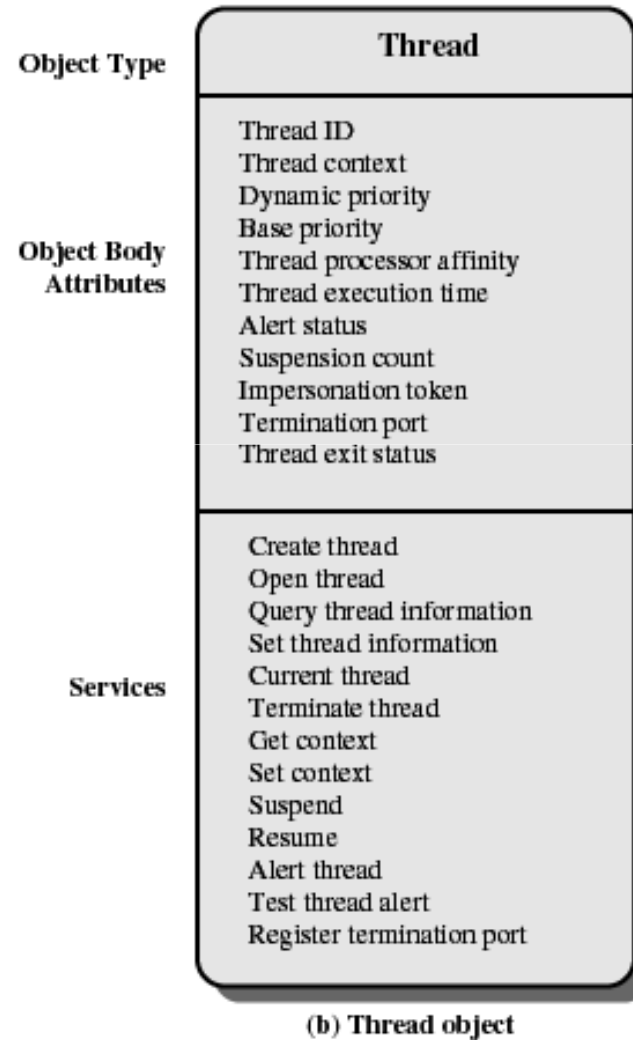 Object Type
Thread
Object Body
Attributes
Thread ID
Thread context
Dynamic priority
Base priority
Thread processor affinity
Thread execution time
Alert status
Suspension count
Impersonation token
Termination port
Thread exit status
Services
Create thread
Open thread
Query thread information
Set thread information
Current thread
Terminate thread
Get context
Set context
Suspend
Resume
Alert thread
Test thread alert
Register termination port
(b) Thread object